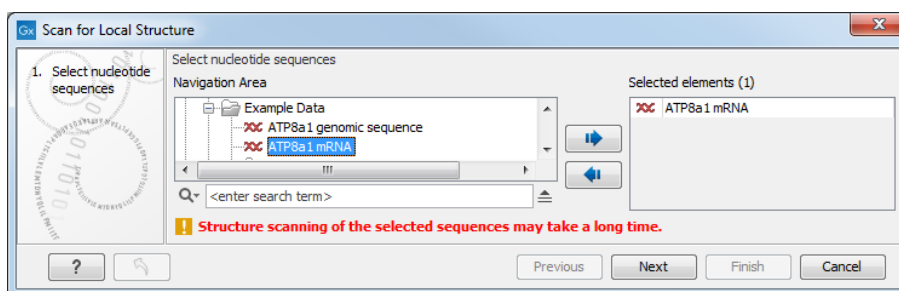 Gx Scan for Local Structure
Select nucleotide sequences
1. Select nucleotide
sequences
Navigation Area
Example Data
ATP8a1 genomic sequence
ATP8a1 mRNA
<enter search term>
Structure scanning of the selected sequences may take a long time.
Selected elements (1)
ATP8a1 mRNA
?
Previous
Next
Finish
Cancel